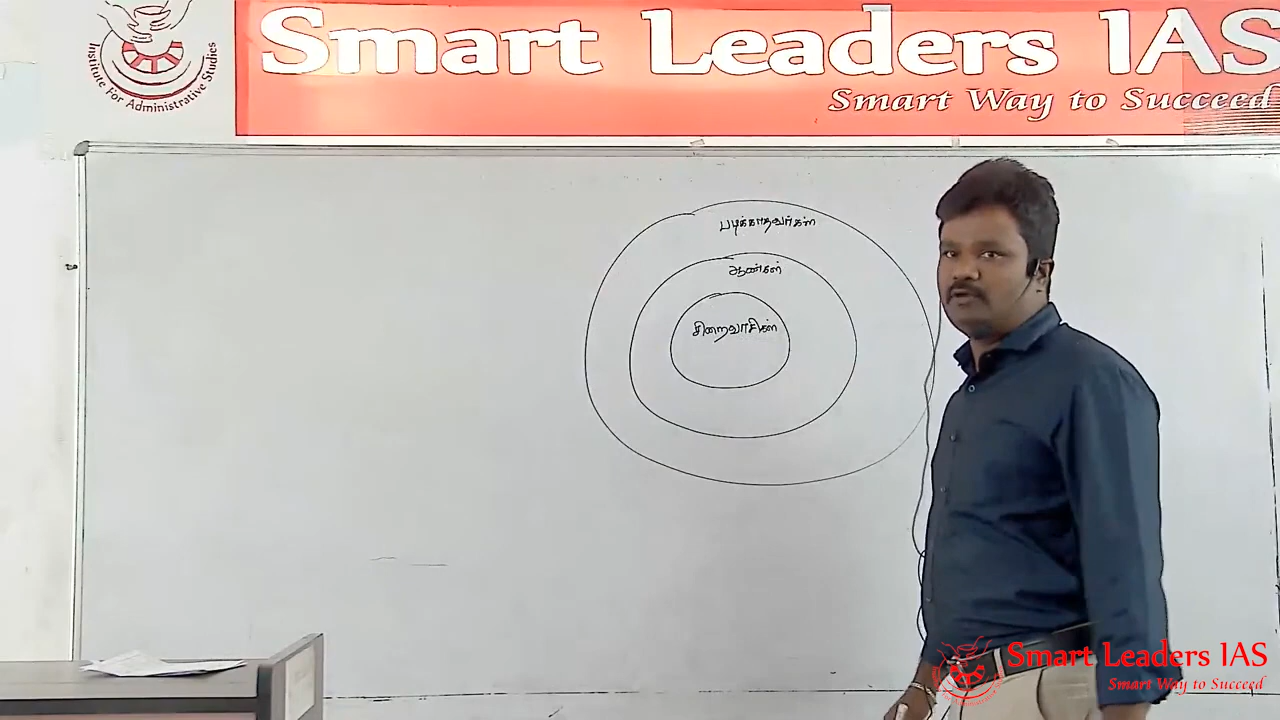 Smart Leaders IAS
Smart Way to Succeed
Institute For Administrative Studies
படிக்காதவர்கள்
ஆண்கள்
சிறைவாசிகள்
Smart Leaders IAS
Smart Way to Succeed